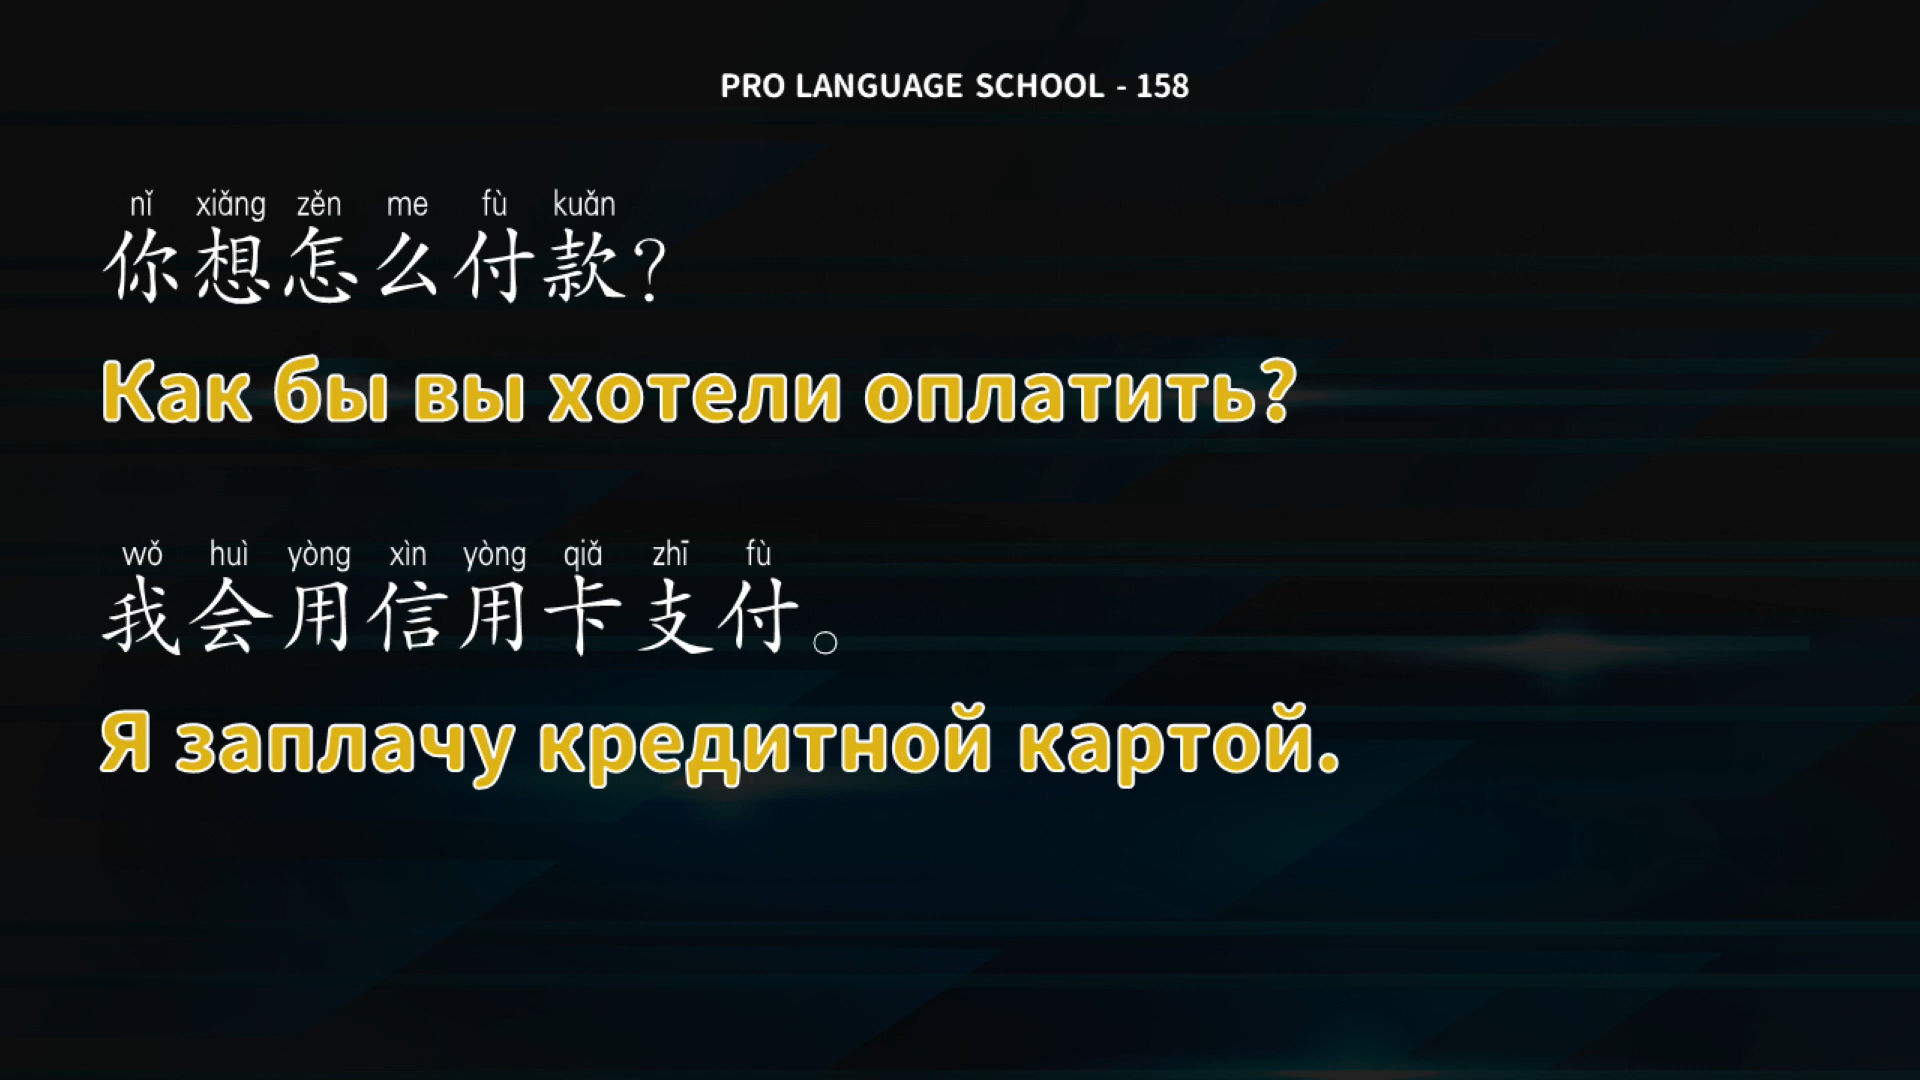 PRO LANGUAGE SCHOOL - 158
nǐ xiǎng zěn me fù kuǎn
你想怎么付款?
Как бы вы хотели оплатить?
wǒ huì yòng xìn yòng qiǎ zhī fù
我会用信用卡支付。
Я заплачу кредитной картой.